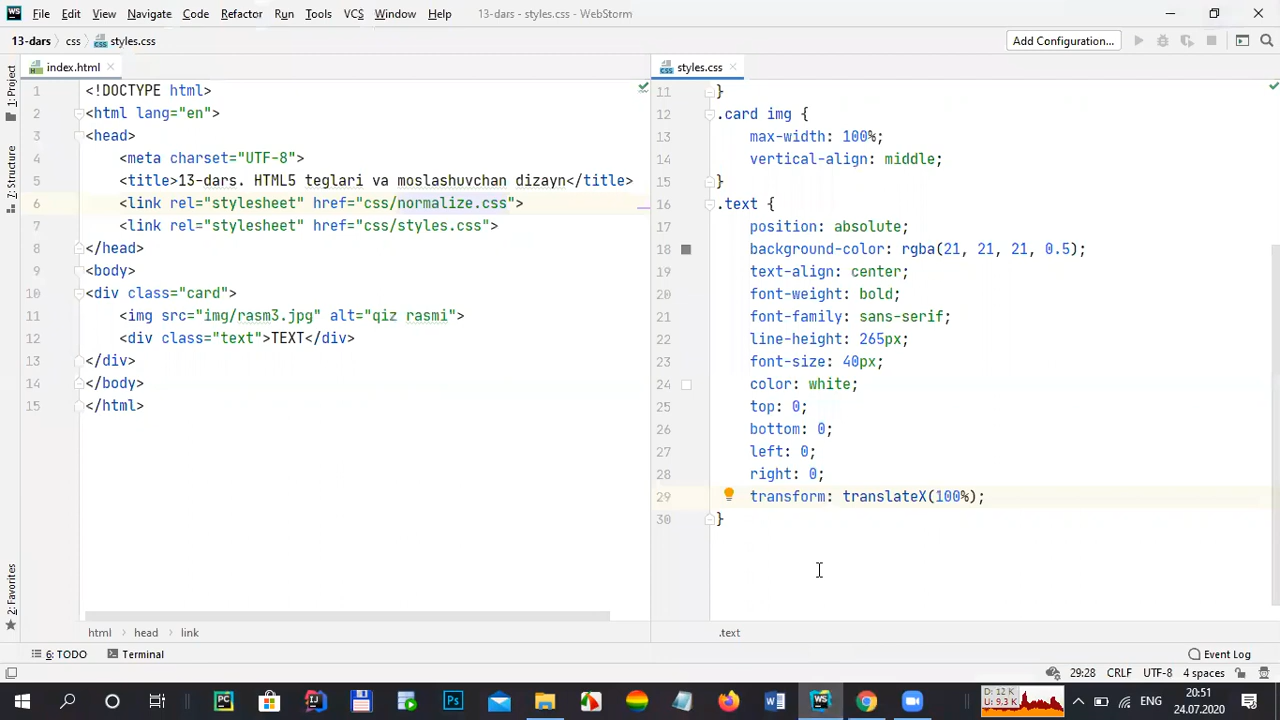 File Edit View Navigate Code Refactor Run Tools VCS Window Help 13-dars - styles.css - WebStorm
13-dars css styles.css Add Configuration...
index.html
styles.css
1: Project
7: Structure
2: Favorites
1 <!DOCTYPE html>
2 <html lang="en">
3 <head>
4 <meta charset="UTF-8">
5 <title>13-dars. HTML5 teglari va moslashuvchan dizayn</title>
6 <link rel="stylesheet" href="css/normalize.css">
7 <link rel="stylesheet" href="css/styles.css">
8 </head>
9 <body>
10 <div class="card">
11 <img src="img/rasm3.jpg" alt="qiz rasmi">
12 <div class="text">TEXT</div>
13 </div>
14 </body>
15 </html>
11 }
12 .card img {
13 max-width: 100%;
14 vertical-align: middle;
15 }
16 .text {
17 position: absolute;
18 background-color: rgba(21, 21, 21, 0.5);
19 text-align: center;
20 font-weight: bold;
21 font-family: sans-serif;
22 line-height: 265px;
23 font-size: 40px;
24 color: white;
25 top: 0;
26 bottom: 0;
27 left: 0;
28 right: 0;
29 transform: translateX(100%);
30 }
html head link
.text
6: TODO Terminal Event Log
29:28 CRLF UTF-8 4 spaces
D: 12 K
U: 9,3 K
ENG
20:51
24.07.2020